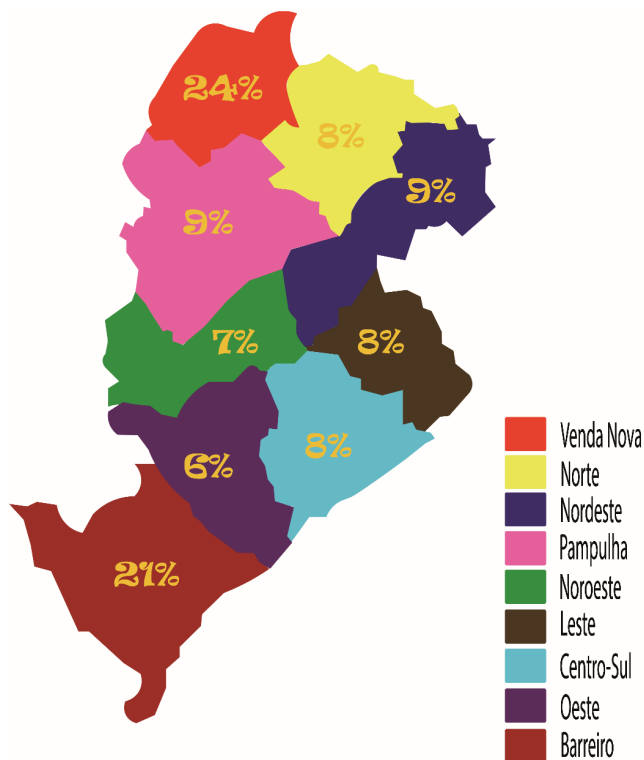 24%
8%
9%
9%
7%
8%
6%
8%
21%
Venda Nova
Norte
Nordeste
Pampulha
Noroeste
Leste
Centro-Sul
Oeste
Barreiro